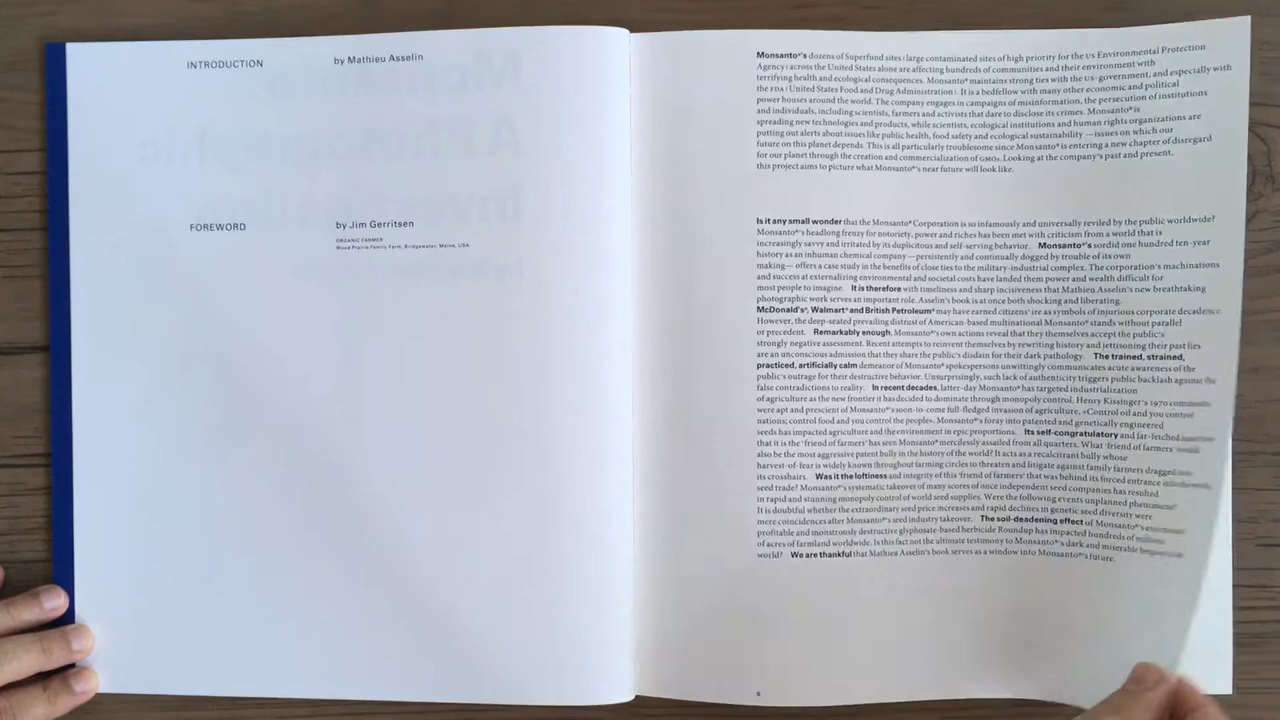 INTRODUCTION
by Mathieu Asselin
FOREWORD
by Jim Gerritsen
ORGANIC FARMER
Wood Prairie Family Farm, Bridgewater, Maine, USA
Monsanto®'s dozens of Superfund sites (large contaminated sites of high priority for the US Environmental Protection
Agency) across the United States alone are affecting hundreds of communities and their environment with
terrifying health and ecological consequences. Monsanto® maintains strong ties with the US-government, and especially with
the FDA (United States Food and Drug Administration). It is a bedfellow with many other economic and political
power houses around the world. The company engages in campaigns of misinformation, the persecution of institutions
and individuals, including scientists, farmers and activists that dare to disclose its crimes. Monsanto® is
spreading new technologies and products, while scientists, ecological institutions and human rights organizations are
putting out alerts about issues like public health, food safety and ecological sustainability —issues on which our
future on this planet depends. This is all particularly troublesome since Monsanto® is entering a new chapter of disregard
for our planet through the creation and commercialization of GMOs. Looking at the company's past and present,
this project aims to picture what Monsanto®'s near future will look like.
Is it any small wonder that the Monsanto® Corporation is so infamously and universally reviled by the public worldwide?
Monsanto®'s headlong frenzy for notoriety, power and riches has been met with criticism from a world that is
increasingly savvy and irritated by its duplicitous and self-serving behavior. Monsanto®'s sordid one hundred ten-year
history as an inhuman chemical company —persistently and continually dogged by trouble of its own
making— offers a case study in the benefits of close ties to the military-industrial complex. The corporation's machinations
and success at externalizing environmental and societal costs have landed them power and wealth difficult for
most people to imagine. It is therefore with timeliness and sharp incisiveness that Mathieu Asselin's new breathtaking
photographic work serves an important role. Asselin's book is at once both shocking and liberating.
McDonald's®, Walmart® and British Petroleum® may have earned citizens' ire as symbols of injurious corporate decadence.
However, the deep-seated prevailing distrust of American-based multinational Monsanto® stands without parallel
or precedent. Remarkably enough, Monsanto®'s own actions reveal that they themselves accept the public's
strongly negative assessment. Recent attempts to reinvent themselves by rewriting history and jettisoning their past lies
are an unconscious admission that they share the public's disdain for their dark pathology. The trained, strained,
practiced, artificially calm demeanor of Monsanto® spokespersons unwittingly communicates acute awareness of the
public's outrage for their destructive behavior. Unsurprisingly, such lack of authenticity triggers public backlash against the
false contradictions to reality. In recent decades, latter-day Monsanto® has targeted industrialization
of agriculture as the new frontier it has decided to dominate through monopoly control. Henry Kissinger's 1970 comments
were apt and prescient of Monsanto®'s soon-to-come full-fledged invasion of agriculture, «Control oil and you control
nations; control food and you control the people». Monsanto®'s foray into patented and genetically engineered
seeds has impacted agriculture and the environment in epic proportions. Its self-congratulatory and far-fetched
that it is the 'friend of farmers' has seen Monsanto® mercilessly assailed from all quarters. What 'friend of farmers' would
also be the most aggressive patent bully in the history of the world? It acts as a recalcitrant bully whose
harvest-of-fear is widely known throughout farming circles to threaten and litigate against family farmers dragged into
its crosshairs. Was it the loftiness and integrity of this 'friend of farmers' that was behind its forced entrance
seed trade? Monsanto®'s systematic takeover of many scores of once independent seed companies has resulted
in rapid and stunning monopoly control of world seed supplies. Were the following events unplanned phenomena?
It is doubtful whether the extraordinary seed price increases and rapid declines in genetic seed diversity were
mere coincidences after Monsanto®'s seed industry takeover. The soil-deadening effect of Monsanto®'s
profitable and monstrously destructive glyphosate-based herbicide Roundup has impacted hundreds of millions
of acres of farmland worldwide. Is this fact not the ultimate testimony to Monsanto®'s dark and miserable
world? We are thankful that Mathieu Asselin's book serves as a window into Monsanto®'s future.